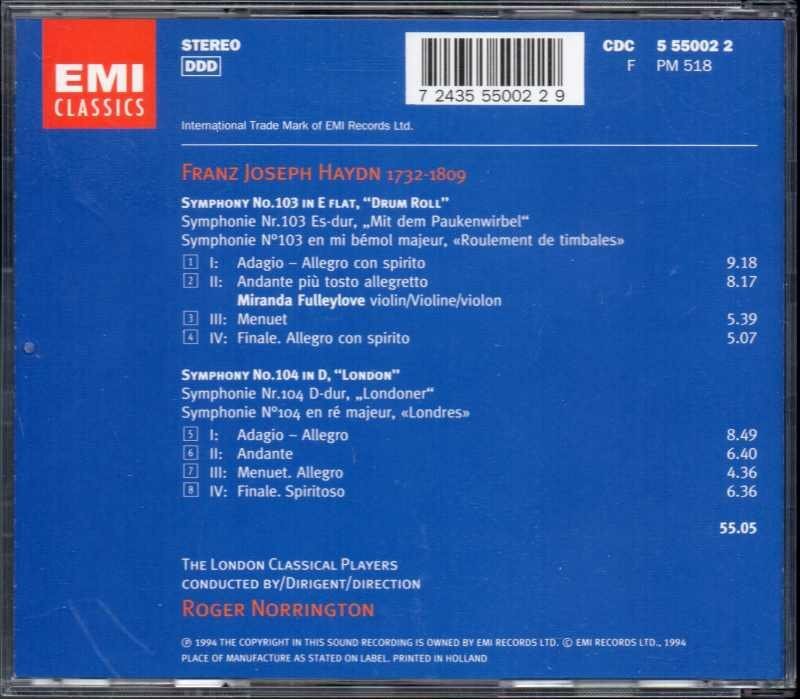 EMI
CLASSICS
STEREO
DDD
7 24355 50022 9
CDC 5 55002 2
F PM 518
International Trade Mark of EMI Records Ltd.
FRANZ JOSEPH HAYDN 1732-1809
SYMPHONY NO.103 IN E FLAT, “DRUM ROLL”
Symphonie Nr.103 Es-dur, „Mit dem Paukenwirbel“
Symphonie N°103 en mi bémol majeur, «Roulement de timbales»
1 I: Adagio – Allegro con spirito 9.18
2 II: Andante più tosto allegretto 8.17
Miranda Fulleylove violin/Violine/violon
3 III: Menuet 5.39
4 IV: Finale. Allegro con spirito 5.07
SYMPHONY NO.104 IN D, “LONDON”
Symphonie Nr.104 D-dur, „Londoner“
Symphonie N°104 en ré majeur, «Londres»
5 I: Adagio – Allegro 8.49
6 II: Andante 6.40
7 III: Menuet. Allegro 4.36
8 IV: Finale. Spiritoso 6.36
55.05
THE LONDON CLASSICAL PLAYERS
CONDUCTED BY/DIRIGENT/DIRECTION
ROGER NORRINGTON
℗ 1994 THE COPYRIGHT IN THIS SOUND RECORDING IS OWNED BY EMI RECORDS LTD. © EMI RECORDS LTD., 1994
PLACE OF MANUFACTURE AS STATED ON LABEL. PRINTED IN HOLLAND